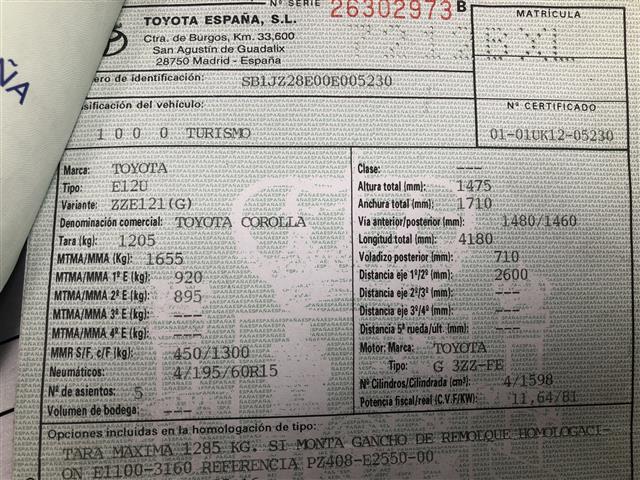 Nº SERIE 26302973 B
TOYOTA ESPAÑA, S.L.
Ctra. de Burgos, Km. 33,600
San Agustin de Guadalix
28750 Madrid - España
MATRÍCULA
ero de identificación: SB1JZ28E00E005230
sificación del vehículo:
1 0 0 0 TURISMO
Nº CERTIFICADO
01-01UK12-05230
Marca: TOYOTA
Tipo: E12U
Variante: ZZE121(G)
Denominación comercial: TOYOTA COROLLA
Tara (kg): 1205
MTMA/MMA (kg): 1655
MTMA/MMA 1º E (kg): 920
MTMA/MMA 2º E (kg): 895
MTMA/MMA 3º E (kg): ---
MTMA/MMA 4º E (kg): ---
MMR S/F, c/F (kg): 450/1300
Neumáticos: 4/195/60R15
Nº de asientos: 5
Volumen de bodega: ---
Clase: ---
Altura total (mm): 1475
Anchura total (mm): 1710
Vía anterior/posterior (mm): 1480/1460
Longitud total (mm): 4180
Voladizo posterior (mm): 710
Distancia eje 1º/2º (mm): 2600
Distancia eje 2º/3º (mm): ---
Distancia eje 3º/4º (mm): ---
Distancia 5ª rueda/últ. (mm): ---
Motor: Marca: TOYOTA
Tipo: G 3ZZ-FE
Nº Cilindros/Cilindrada (cm³) 4/1598
Potencia fiscal/real (C.V.F/KW) 11,64/81
Opciones incluidas en la homologación de tipo:
TARA MAXIMA 1285 KG. SI MONTA GANCHO DE REMOLQUE HOMOLOGACI-
ON E1100-3160 REFERENCIA PZ408-E2550-00